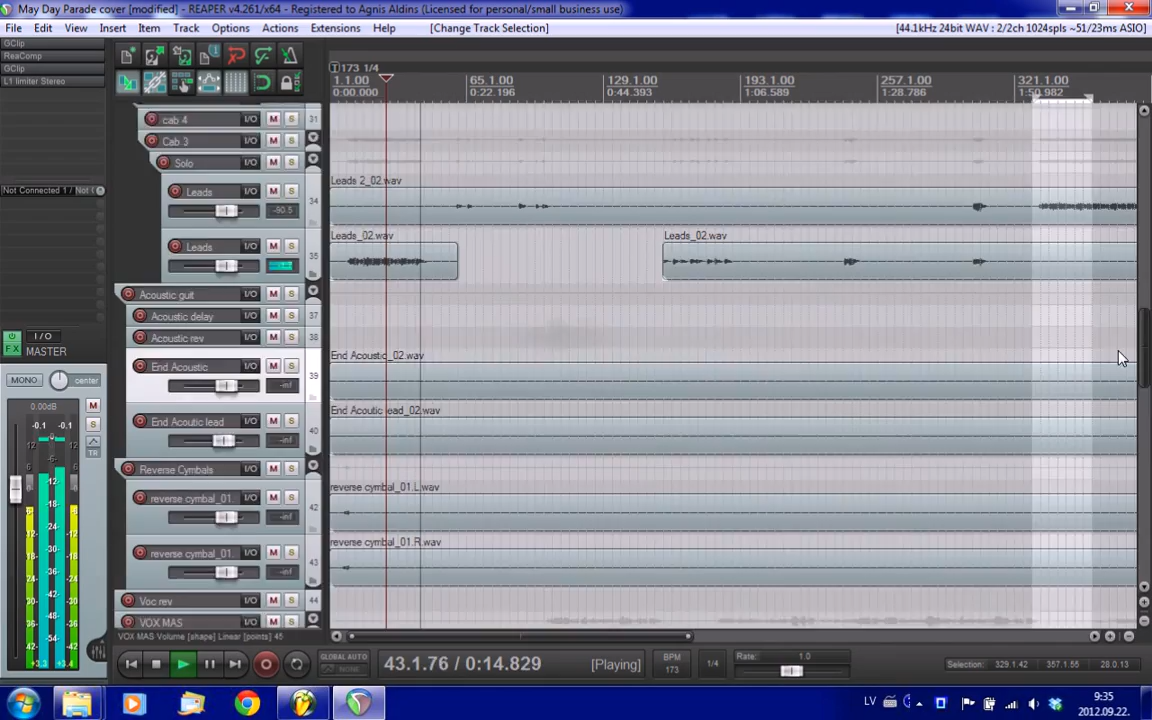 May Day Parade cover [modified] - REAPER v4.261/x64 - Registered to Agnis Aldins (Licensed for personal/small business use)
File Edit View Insert Item Track Options Actions Extensions Help [Change Track Selection] [44.1kHz 24bit WAV : 2/2ch 1024spls ~51/23ms ASIO]
GClip
ReaComp
GClip
L1 limiter Stereo
173 1/4
1.1.00 65.1.00 129.1.00 193.1.00 257.1.00 321.1.00
0:00.000 0:22.196 0:44.393 1:06.589 1:28.786 1:50.982
cab 4 I/O M S 31
Cab 3 I/O M S
Solo I/O M S
Leads 2_02.wav
Leads I/O M S 34
-80.5
Leads_02.wav Leads_02.wav
Leads I/O M S 35
Acoustic guit I/O M S
Acoustic delay I/O M S 37
Acoustic rev I/O M S 38
End Acoustic_02.wav
End Acoustic I/O M S 39
-inf
End Acoutic lead_02.wav
End Acoutic lead I/O M S 40
-inf
Reverse Cymbals I/O M S
reverse cymbal_01.L.wav
reverse cymbal_01. I/O M S 42
-inf
reverse cymbal_01.R.wav
reverse cymbal_01. I/O M S 43
-inf
Voc rev I/O M S 44
VOX MAS I/O M S
VOX MAS Volume [shape] Linear [points] 45
Not Connected 1 / Not
I/O
FX MASTER
MONO center
0.00dB M
-0.1 -0.1 S
TR
+3.3 +3.4
GLOBAL AUTO
43.1.76 / 0:14.829 [Playing]
BPM
173
1/4
Rate: 1.0
Selection: 329.1.42 357.1.55 28.0.13
LV
9:35
2012.09.22.